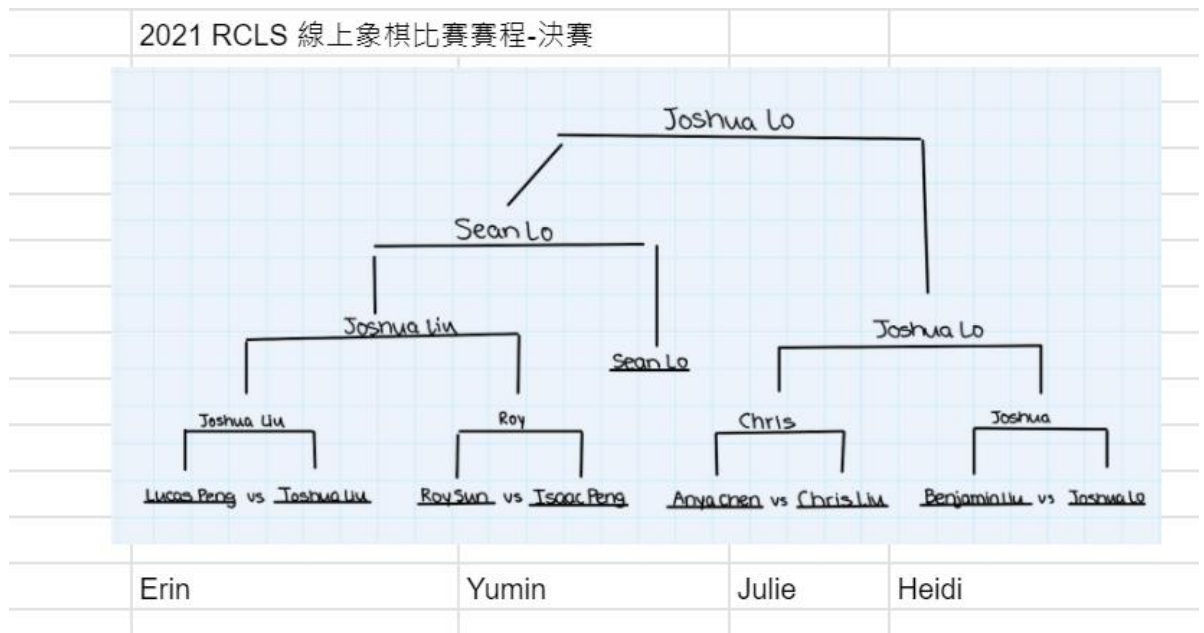 2021 RCLS 線上象棋比賽賽程-決賽
Joshua Lo
Sean Lo
Joshua Liu
Joshua Lo
Sean Lo
Joshua Liu
Roy
Chris
Joshua
Lucas Peng vs Joshua Liu
Roy Sun vs Isaac Peng
Anya Chen vs Chris Liu
Benjamin Liu vs Joshua Lo
Erin
Yumin
Julie
Heidi